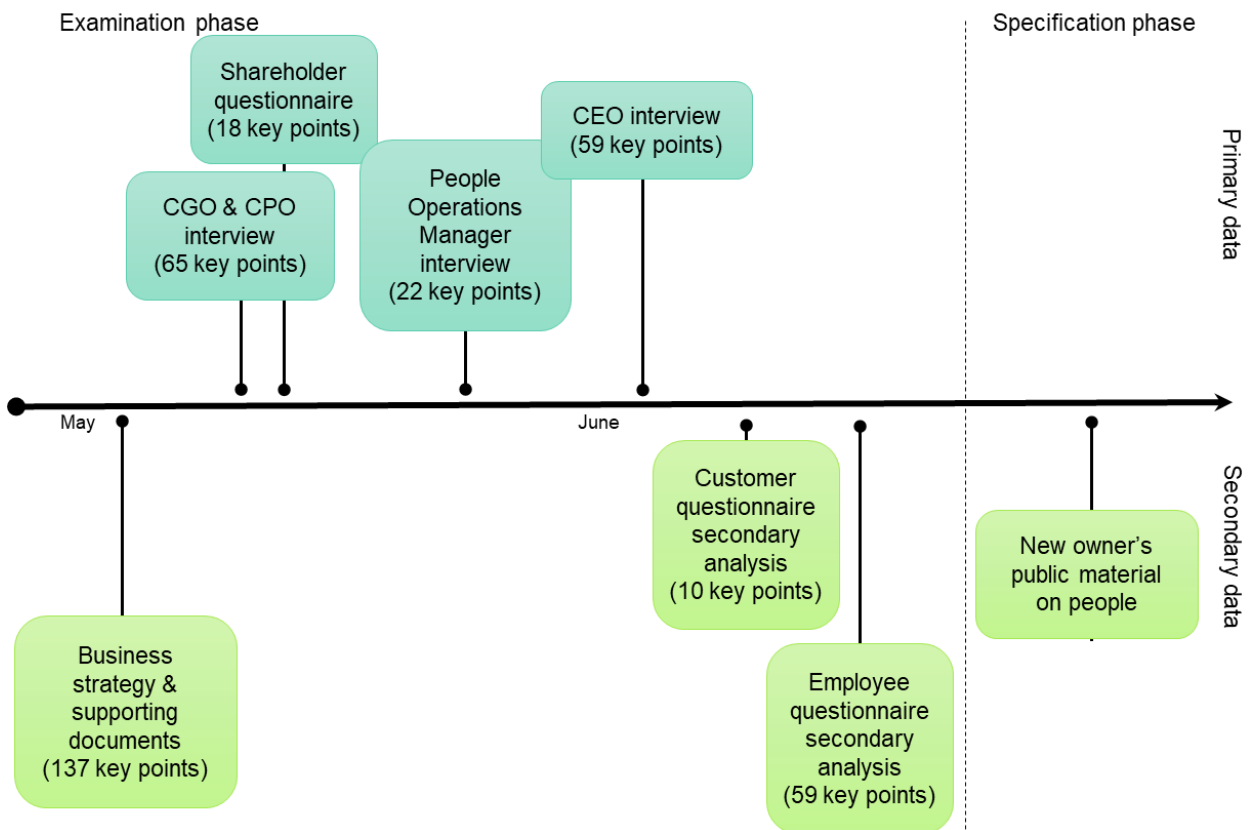 Examination phase
Specification phase
Shareholder
questionnaire
(18 key points)
CEO interview
(59 key points)
CGO & CPO
interview
(65 key points)
People
Operations
Manager
interview
(22 key points)
Primary data
May
June
Customer
questionnaire
secondary
analysis
(10 key points)
New owner’s
public material
on people
Secondary data
Business
strategy &
supporting
documents
(137 key points)
Employee
questionnaire
secondary
analysis
(59 key points)